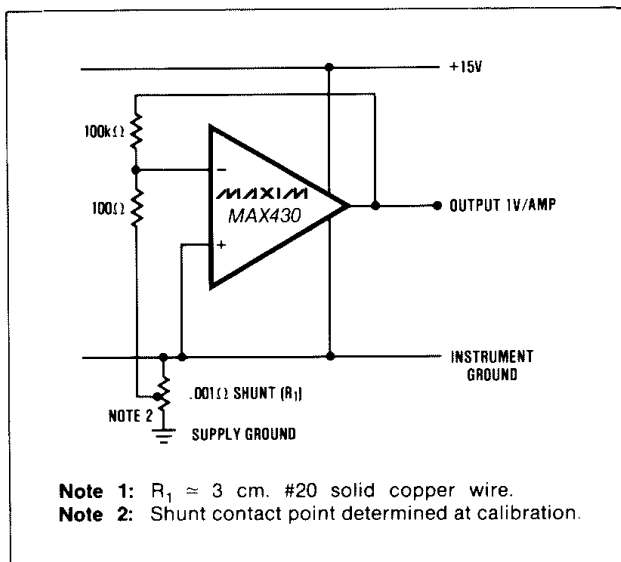 +15V
100kΩ
−
MAXIM
MAX430
100Ω
+
OUTPUT 1V/AMP
INSTRUMENT
GROUND
.001Ω SHUNT (R₁)
NOTE 2
SUPPLY GROUND
Note 1: R₁ ≃ 3 cm. #20 solid copper wire.
Note 2: Shunt contact point determined at calibration.